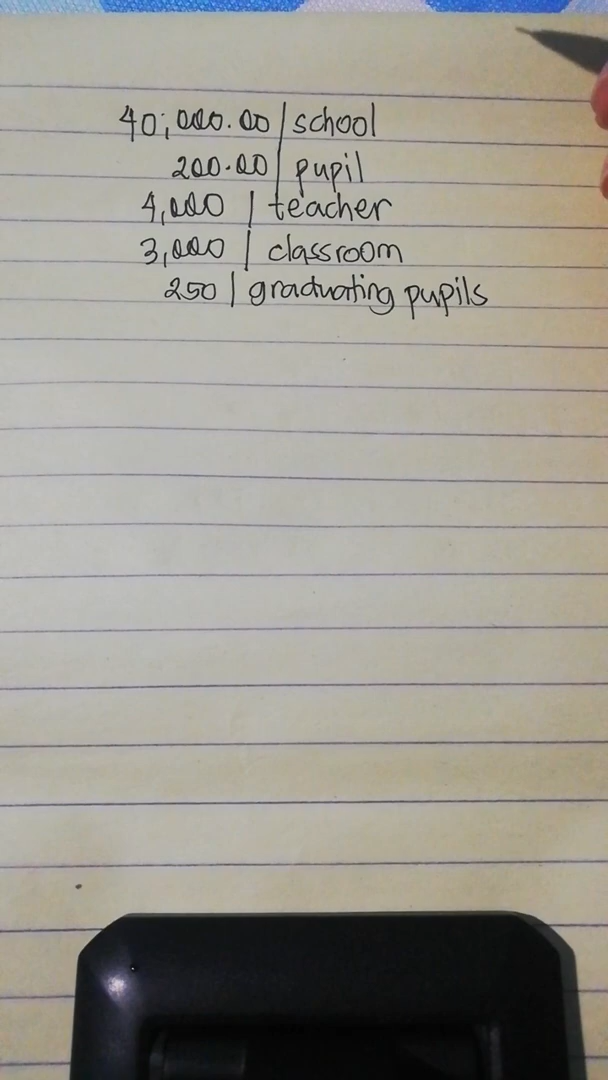 40,000.00 | school
200.00 | pupil
4,000 | teacher
3,000 | classroom
250 | graduating pupils